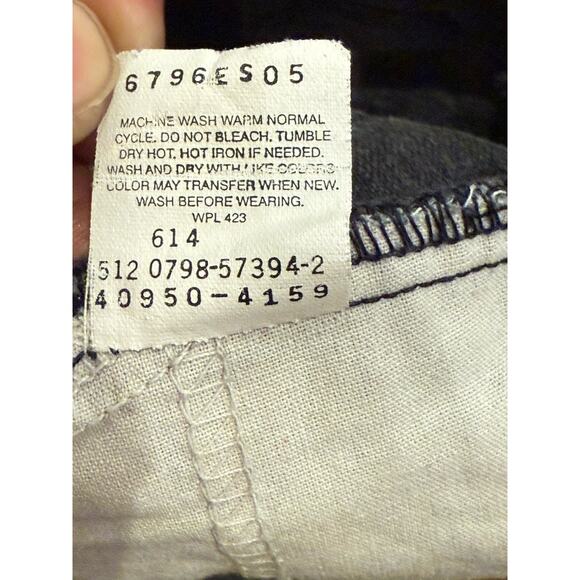 6796ES05
MACHINE WASH WARM NORMAL
CYCLE. DO NOT BLEACH. TUMBLE
DRY HOT. HOT IRON IF NEEDED.
WASH AND DRY WITH LIKE COLORS
COLOR MAY TRANSFER WHEN NEW.
WASH BEFORE WEARING.
WPL 423
614
512 0798-57394-2
40950-4159